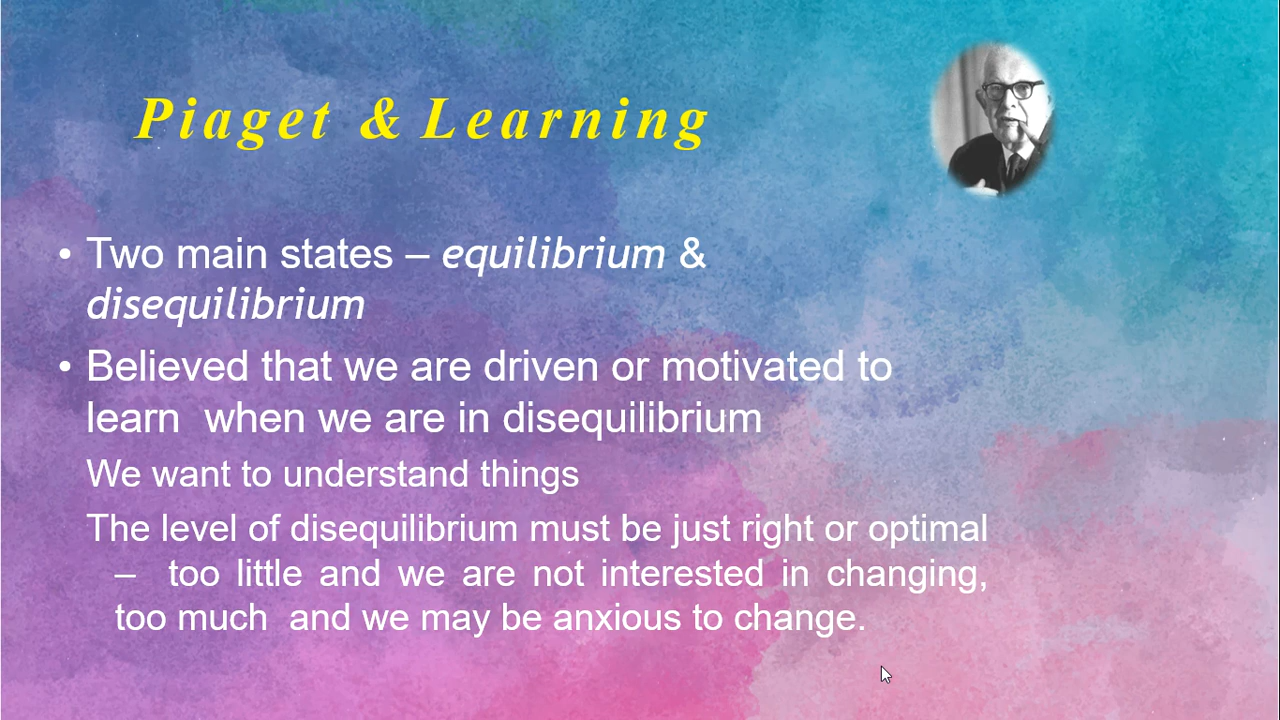 Piaget & Learning
• Two main states – equilibrium &
disequilibrium
• Believed that we are driven or motivated to
learn  when we are in disequilibrium
We want to understand things
The level of disequilibrium must be just right or optimal
– too little and we are not interested in changing,
too much  and we may be anxious to change.